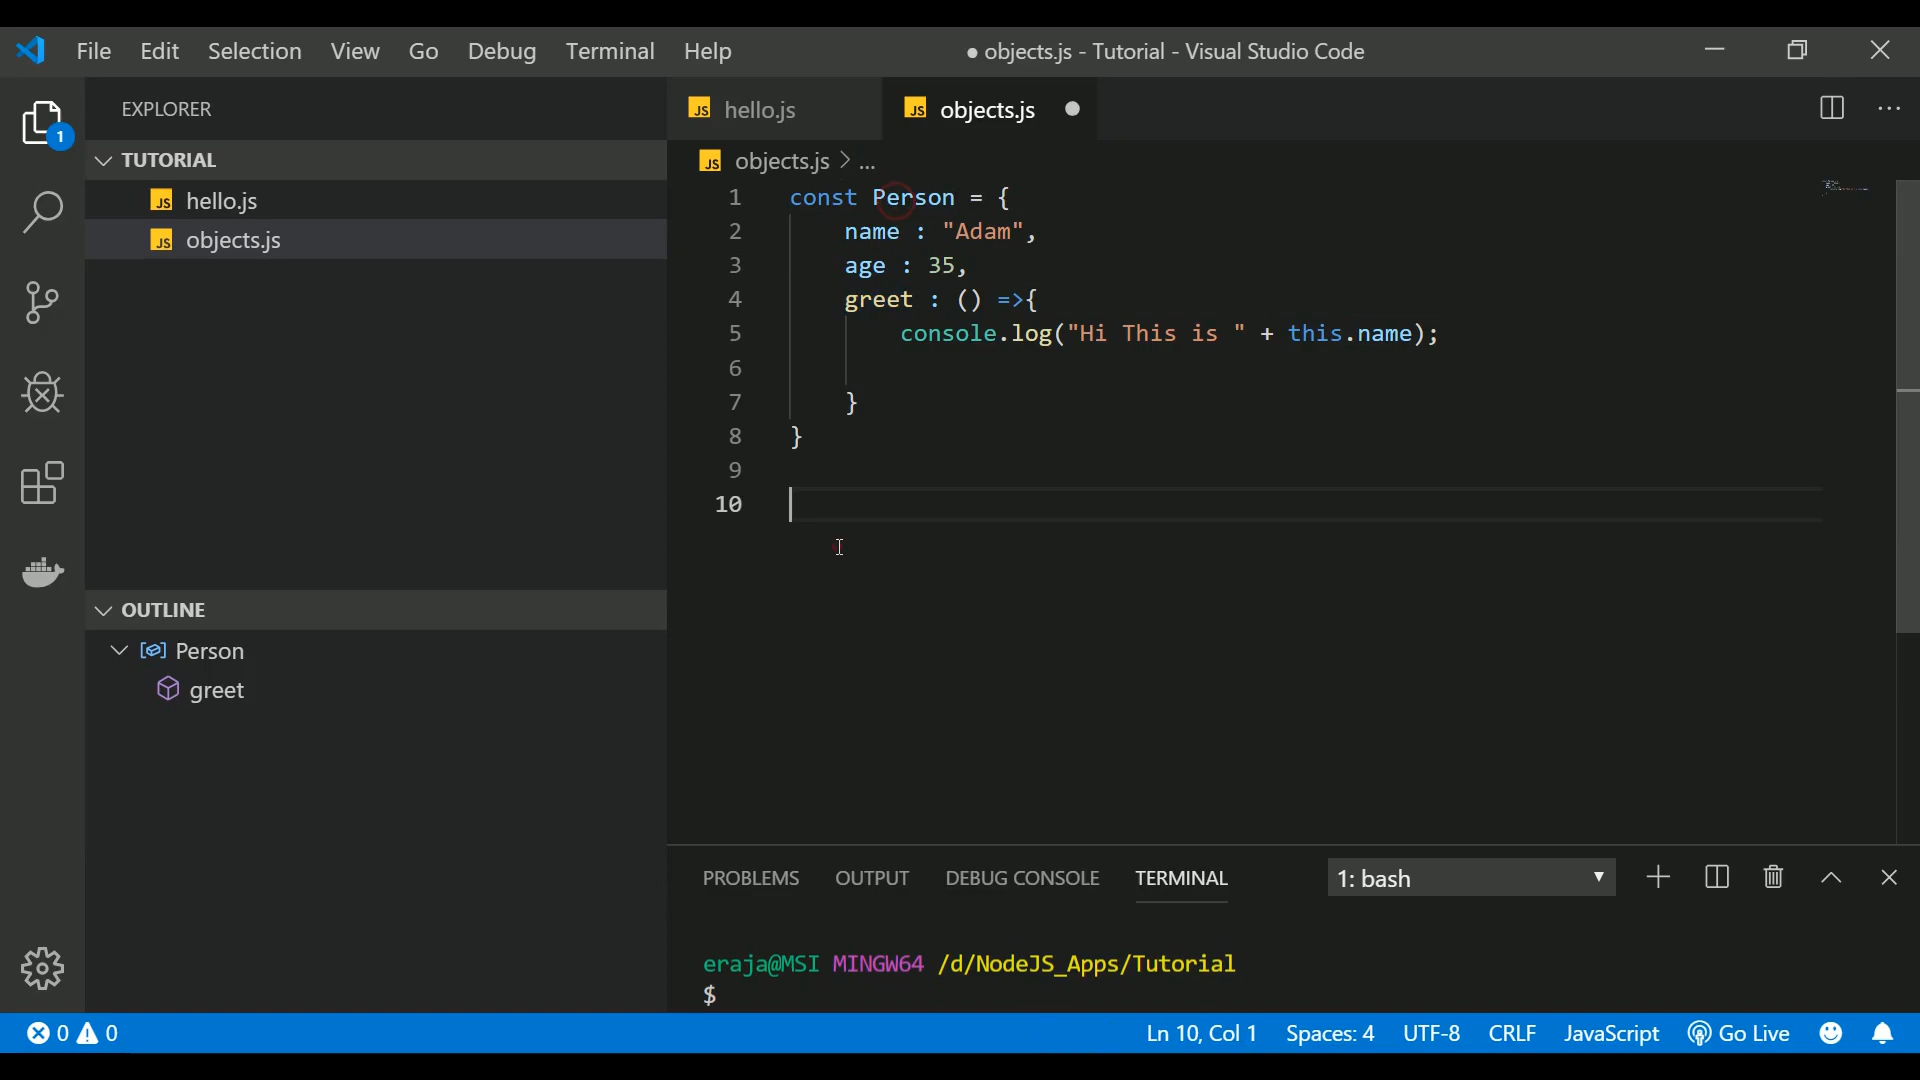 File Edit Selection View Go Debug Terminal Help ● objects.js - Tutorial - Visual Studio Code
EXPLORER
1
TUTORIAL
JS hello.js
JS objects.js
OUTLINE
Person
greet
JS hello.js JS objects.js ●
JS objects.js > ...
1 const Person = {
2 name : "Adam",
3 age : 35,
4 greet : () =>{
5 console.log("Hi This is " + this.name);
6
7 }
8 }
9
10
PROBLEMS OUTPUT DEBUG CONSOLE TERMINAL 1: bash
eraja@MSI MINGW64 /d/NodeJS_Apps/Tutorial
$
0 0 Ln 10, Col 1 Spaces: 4 UTF-8 CRLF JavaScript Go Live